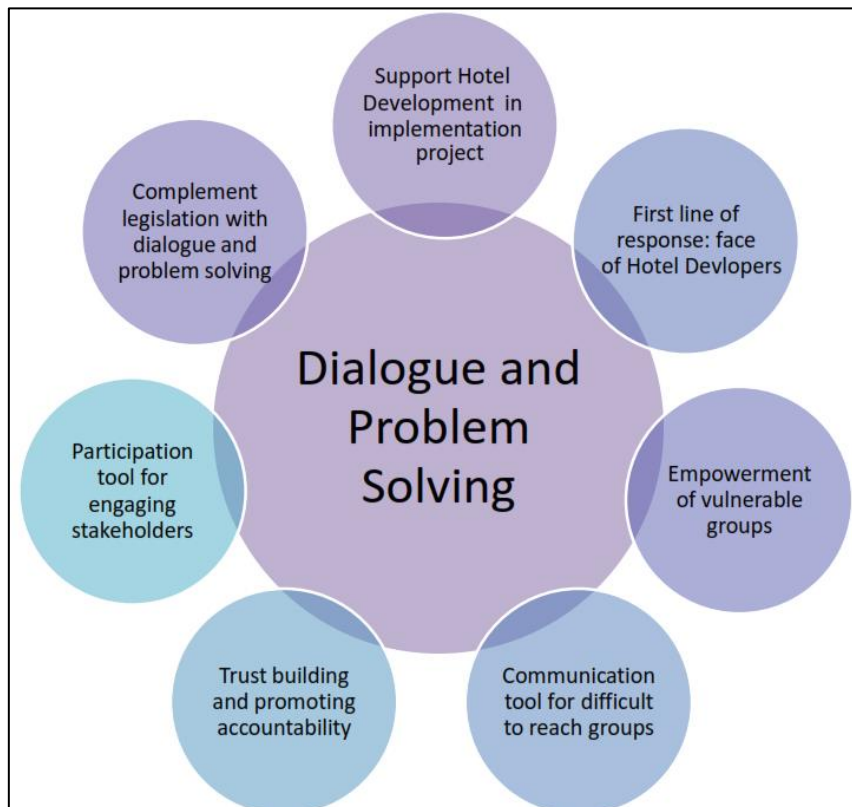 Support Hotel
Development in
implementation
project
First line of
response: face
of Hotel Devlopers
Empowerment
of vulnerable
groups
Communication
tool for difficult
to reach groups
Trust building
and promoting
accountability
Participation
tool for
engaging
stakeholders
Complement
legislation with
dialogue and
problem solving
Dialogue and
Problem
Solving